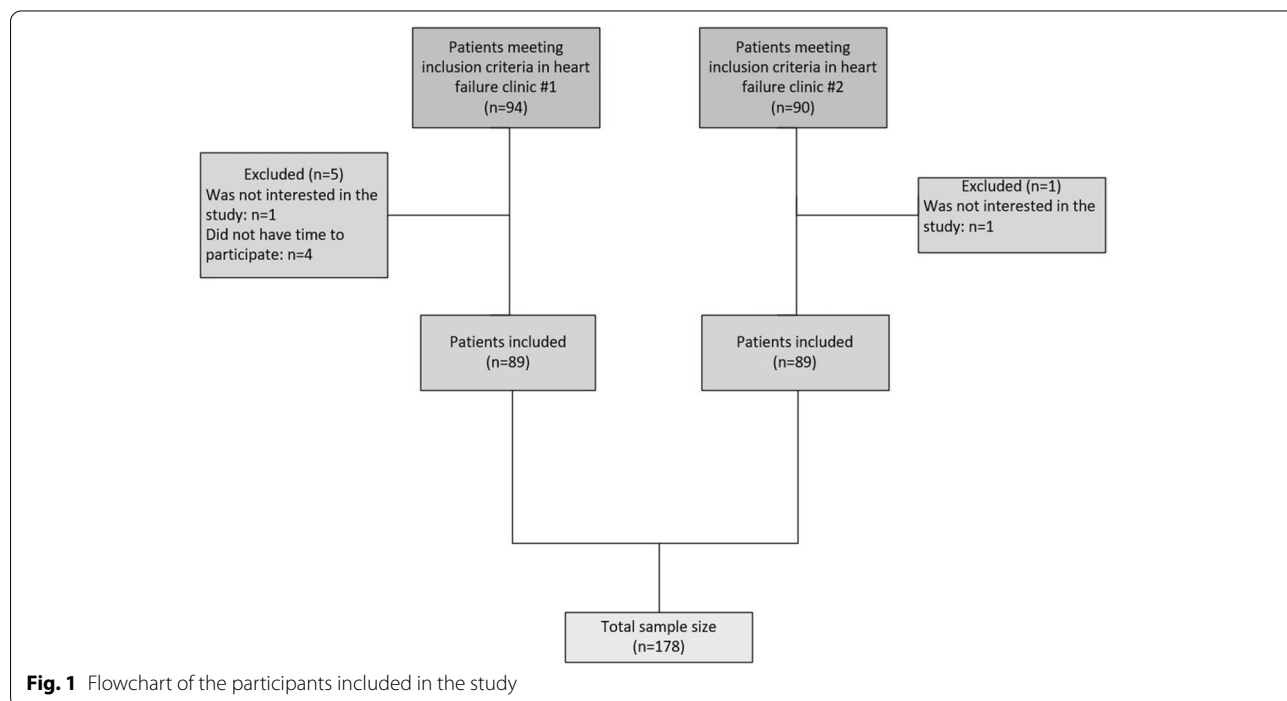 Patients meeting
inclusion criteria in heart
failure clinic #1
(n=94)
Patients meeting
inclusion criteria in heart
failure clinic #2
(n=90)
Excluded (n=5)
Was not interested in the
study: n=1
Did not have time to
participate: n=4
Excluded (n=1)
Was not interested in the
study: n=1
Patients included
(n=89)
Patients included
(n=89)
Total sample size
(n=178)
Fig. 1 Flowchart of the participants included in the study